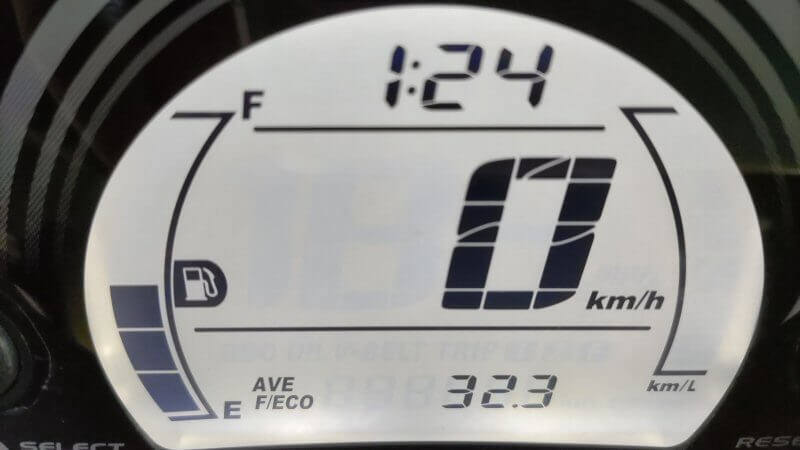 1:24
F
0 km/h
E
AVE
F/ECO
32.3
km/L
SELECT
RESE